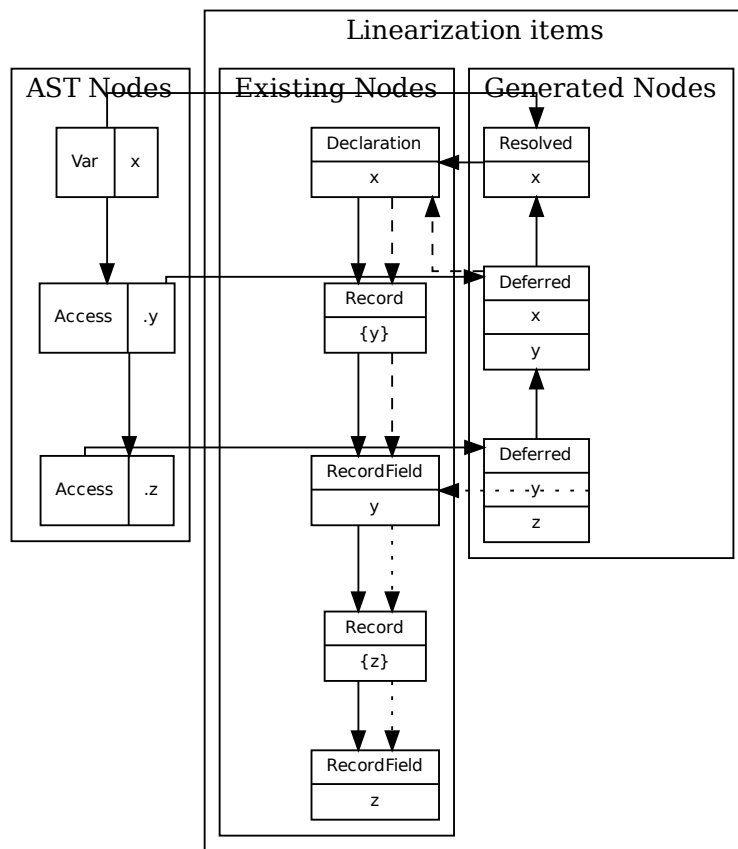 Linearization items
AST Nodes
Existing Nodes
Generated Nodes
Var x
Declaration
x
Resolved
x
Access .y
Record
{y}
Deferred
x
y
Access .z
RecordField
y
Deferred
y
z
Record
{z}
RecordField
z